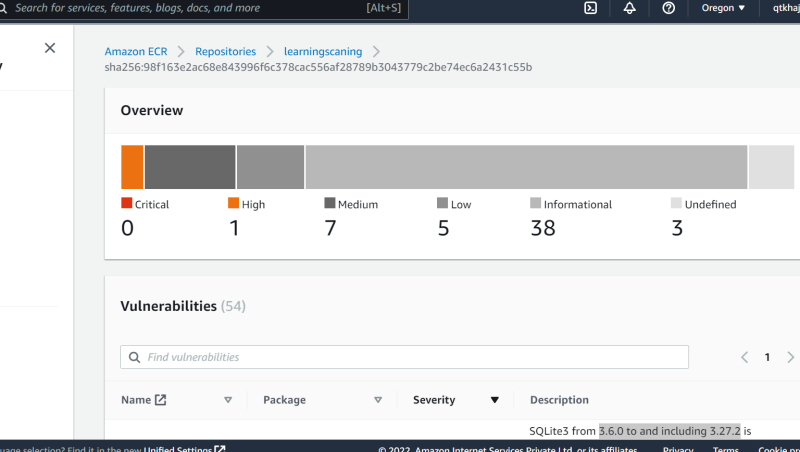 Search for services, features, blogs, docs, and more [Alt+S] Oregon ▼ qtkhaj
Amazon ECR > Repositories > learningscaning >
sha256:98f163e2ac68e843996f6c378cac556af28789b3043779c2be74ec6a2431c55b
Overview
Critical High Medium Low Informational Undefined
0 1 7 5 38 3
Vulnerabilities (54)
Find vulnerabilities < 1 >
Name Package Severity Description
SQLite3 from 3.6.0 to and including 3.27.2 is
uage selection? Find it in the new Unified Settings © 2022, Amazon Internet Services Private Ltd. or its affiliates. Privacy Terms Cookie pre